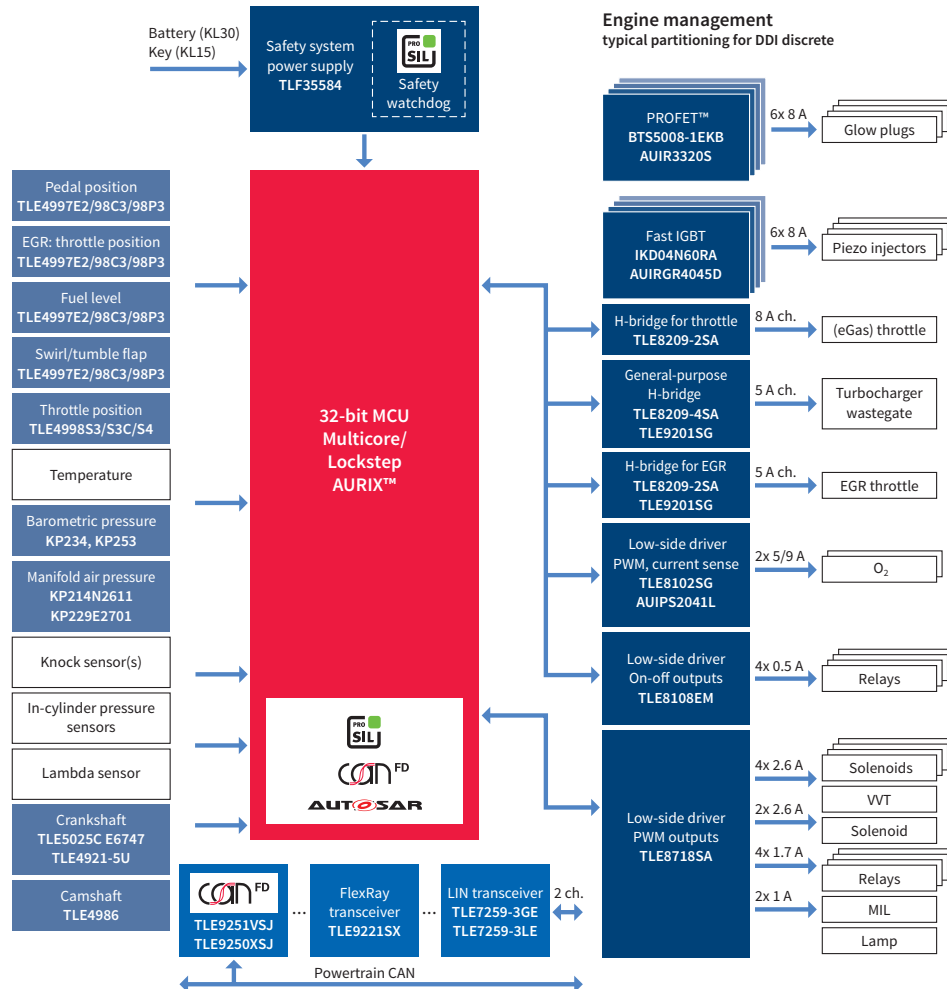 Engine management
typical partitioning for DDI discrete
Battery (KL30)
Key (KL15)
Safety system
power supply
TLF35584
PRO
SIL
Safety
watchdog
Pedal position
TLE4997E2/98C3/98P3
EGR: throttle position
TLE4997E2/98C3/98P3
Fuel level
TLE4997E2/98C3/98P3
Swirl/tumble flap
TLE4997E2/98C3/98P3
Throttle position
TLE4998S3/S3C/S4
Temperature
Barometric pressure
KP234, KP253
Manifold air pressure
KP214N2611
KP229E2701
Knock sensor(s)
In-cylinder pressure
sensors
Lambda sensor
Crankshaft
TLE5025C E6747
TLE4921-5U
Camshaft
TLE4986
32-bit MCU
Multicore/
Lockstep
AURIX™
PRO
SIL
CAN FD
AUTOSAR
CAN FD
TLE9251VSJ
TLE9250XSJ
...
FlexRay
transceiver
TLE9221SX
...
LIN transceiver
TLE7259-3GE
TLE7259-3LE
2 ch.
Powertrain CAN
PROFET™
BTS5008-1EKB
AUIR3320S
6x 8 A
Glow plugs
Fast IGBT
IKD04N60RA
AUIRGR4045D
6x 8 A
Piezo injectors
H-bridge for throttle
TLE8209-2SA
8 A ch.
(eGas) throttle
General-purpose
H-bridge
TLE8209-4SA
TLE9201SG
5 A ch.
Turbocharger
wastegate
H-bridge for EGR
TLE8209-2SA
TLE9201SG
5 A ch.
EGR throttle
Low-side driver
PWM, current sense
TLE8102SG
AUIPS2041L
2x 5/9 A
O₂
Low-side driver
On-off outputs
TLE8108EM
4x 0.5 A
Relays
Low-side driver
PWM outputs
TLE8718SA
4x 2.6 A
Solenoids
VVT
2x 2.6 A
Solenoid
4x 1.7 A
Relays
2x 1 A
MIL
Lamp